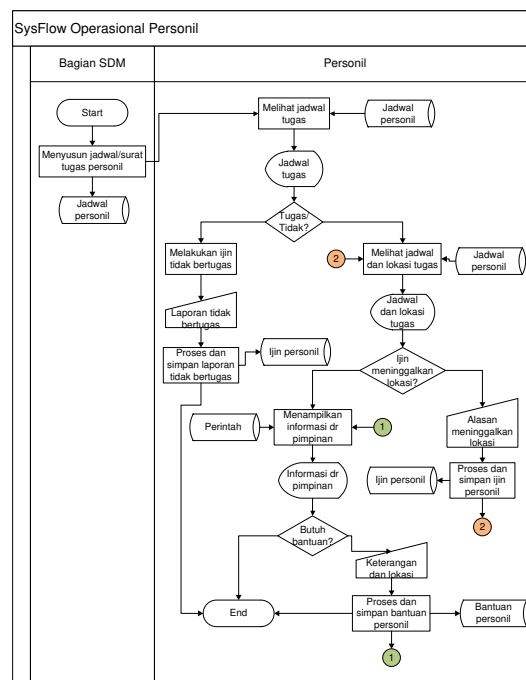 SysFlow Operasional Personil
Bagian SDM
Personil
Start
Menyusun jadwal/surat
tugas personil
Jadwal
personil
Melihat jadwal
tugas
Jadwal
personil
Jadwal
tugas
Tugas/
Tidak?
Melakukan ijin
tidak bertugas
2
Melihat jadwal
dan lokasi tugas
Jadwal
personil
Laporan tidak
bertugas
Jadwal
dan lokasi
tugas
Proses dan
simpan laporan
tidak bertugas
Ijin personil
Ijin
meninggalkan
lokasi?
Perintah
Menampilkan
informasi dr
pimpinan
1
Alasan
meninggalkan
lokasi
Informasi dr
pimpinan
Ijin personil
Proses dan
simpan ijin
personil
2
Butuh
bantuan?
Keterangan
dan lokasi
End
Proses dan
simpan bantuan
personil
Bantuan
personil
1